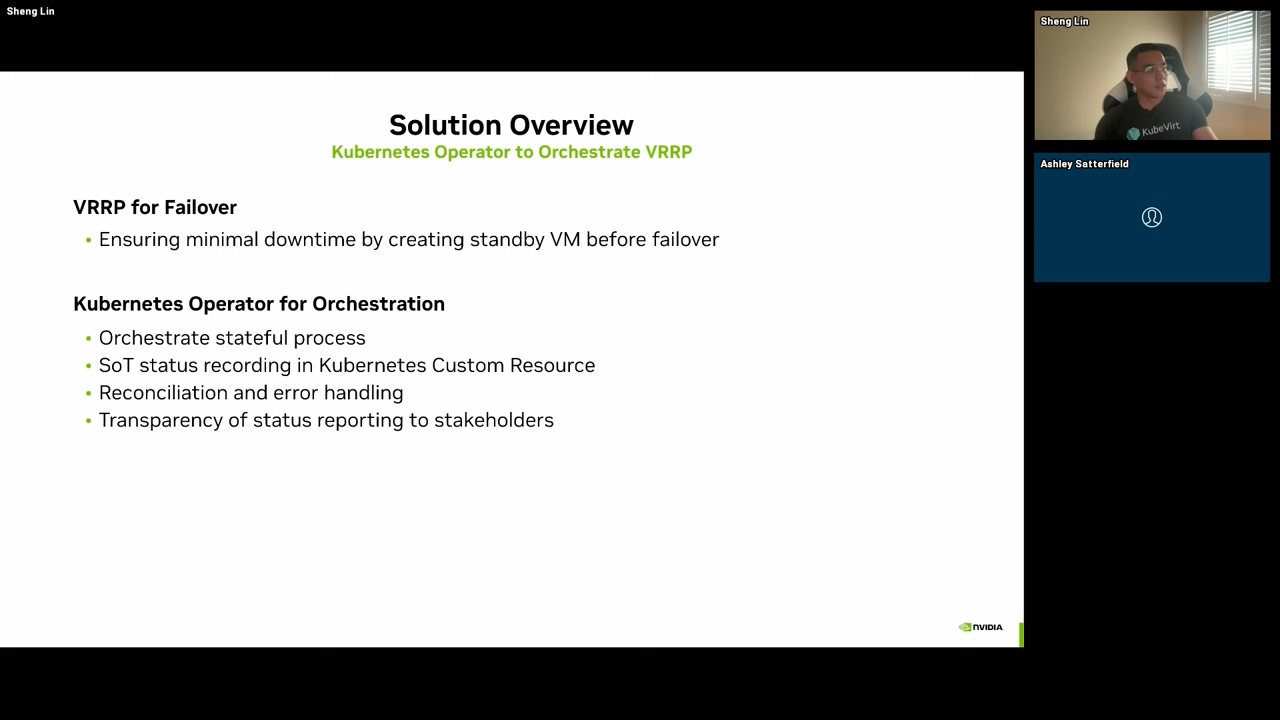 Sheng Lin
Solution Overview
Kubernetes Operator to Orchestrate VRRP
VRRP for Failover
• Ensuring minimal downtime by creating standby VM before failover
Kubernetes Operator for Orchestration
• Orchestrate stateful process
• SoT status recording in Kubernetes Custom Resource
• Reconciliation and error handling
• Transparency of status reporting to stakeholders
NVIDIA
Sheng Lin
KubeVirt
Ashley Satterfield